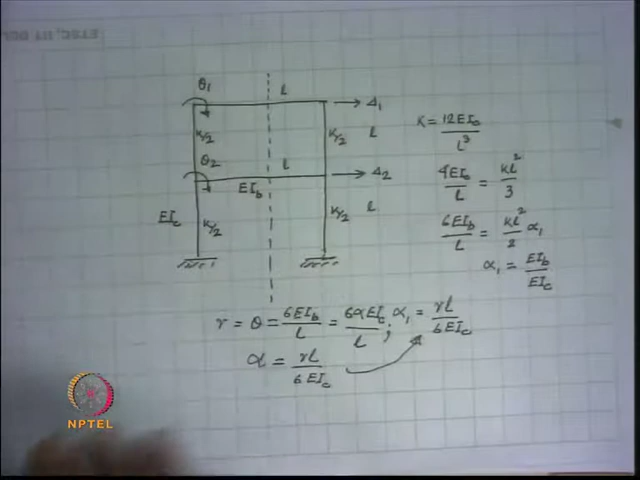 θ1 l → Δ1
K/2 K/2 l K = 12EIc/l³
θ2 l → Δ2 4EIc/l = Kl²/3
EIb
EIc K/2 K/2 l 6EIb/l = Kl²/2 α1
α1 = EIb/EIc
r = θ = 6EIb/l = 6αEIc/l ; α1 = rl/6EIc
α = rl/6EIc
NPTEL